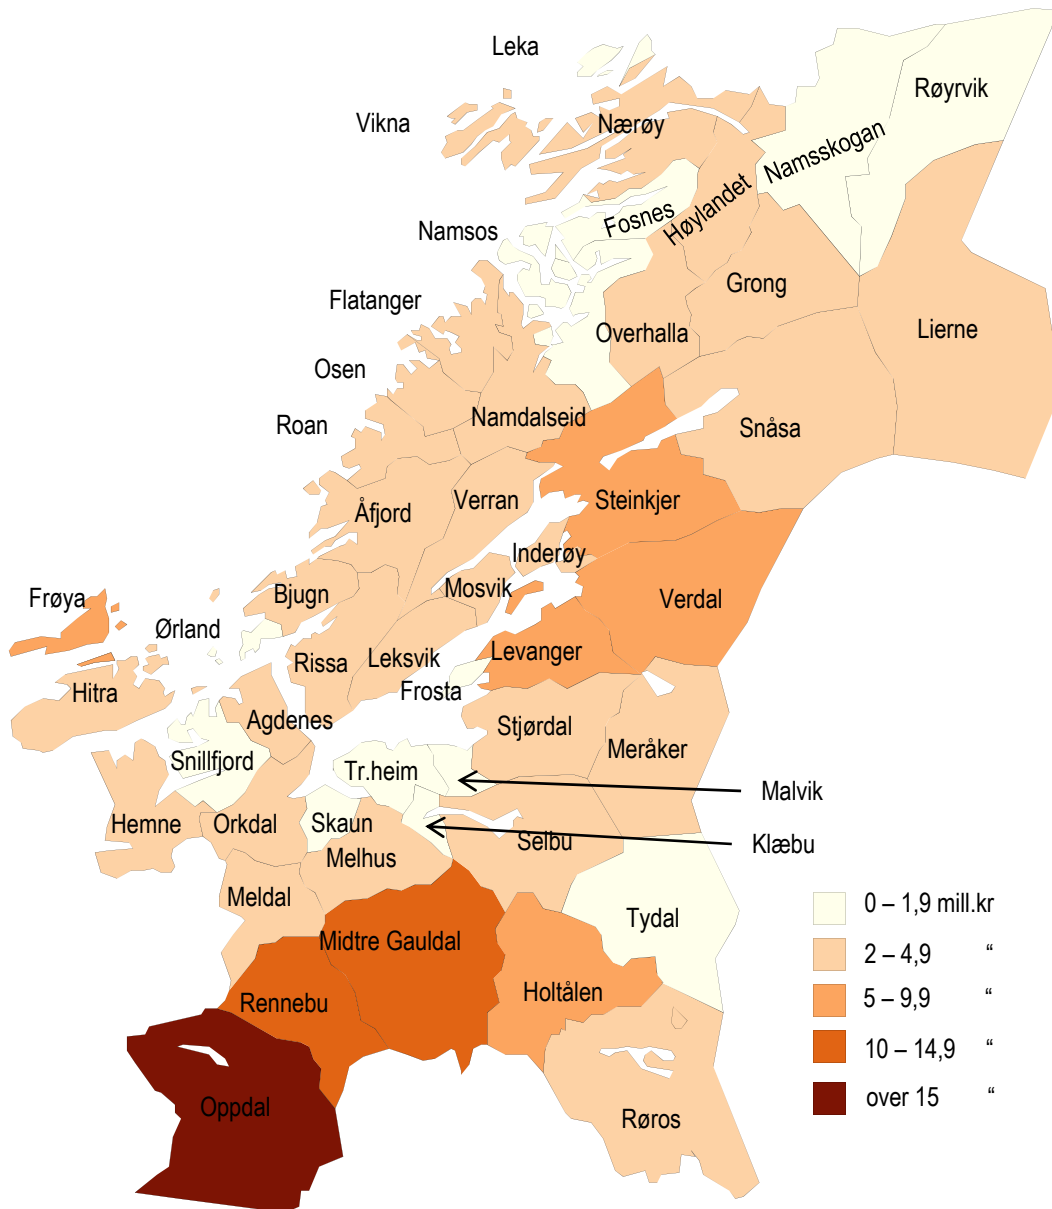 Leka
Røyrvik
Vikna
Nærøy
Namsskogan
Høylandet
Fosnes
Namsos
Grong
Flatanger
Overhalla
Lierne
Osen
Roan
Namdalseid
Snåsa
Verran
Steinkjer
Åfjord
Inderøy
Mosvik
Bjugn
Frøya
Verdal
Ørland
Levanger
Rissa
Leksvik
Frosta
Hitra
Agdenes
Stjørdal
Meråker
Snillfjord
Tr.heim
Malvik
Hemne
Orkdal
Skaun
Klæbu
Selbu
Melhus
Meldal
Tydal
Midtre Gauldal
Holtålen
Rennebu
Oppdal
Røros
0 – 1,9 mill.kr
2 – 4,9 “
5 – 9,9 “
10 – 14,9 “
over 15 “